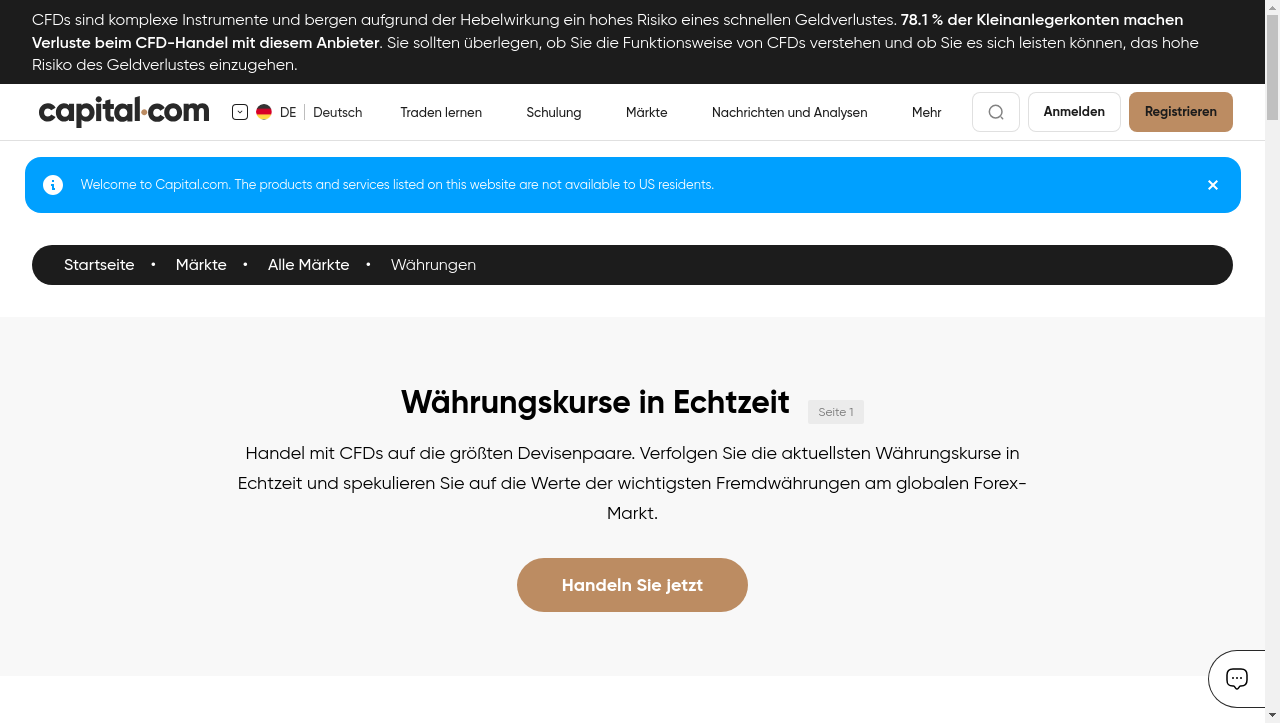 CFDs sind komplexe Instrumente und bergen aufgrund der Hebelwirkung ein hohes Risiko eines schnellen Geldverlustes. 78.1 % der Kleinanlegerkonten machen
Verluste beim CFD-Handel mit diesem Anbieter. Sie sollten überlegen, ob Sie die Funktionsweise von CFDs verstehen und ob Sie es sich leisten können, das hohe
Risiko des Geldverlustes einzugehen.
capital.com DE Deutsch Traden lernen Schulung Märkte Nachrichten und Analysen Mehr Anmelden Registrieren
Welcome to Capital.com. The products and services listed on this website are not available to US residents.
Startseite • Märkte • Alle Märkte • Währungen
Währungskurse in Echtzeit Seite 1
Handel mit CFDs auf die größten Devisenpaare. Verfolgen Sie die aktuellsten Währungskurse in
Echtzeit und spekulieren Sie auf die Werte der wichtigsten Fremdwährungen am globalen Forex-
Markt.
Handeln Sie jetzt